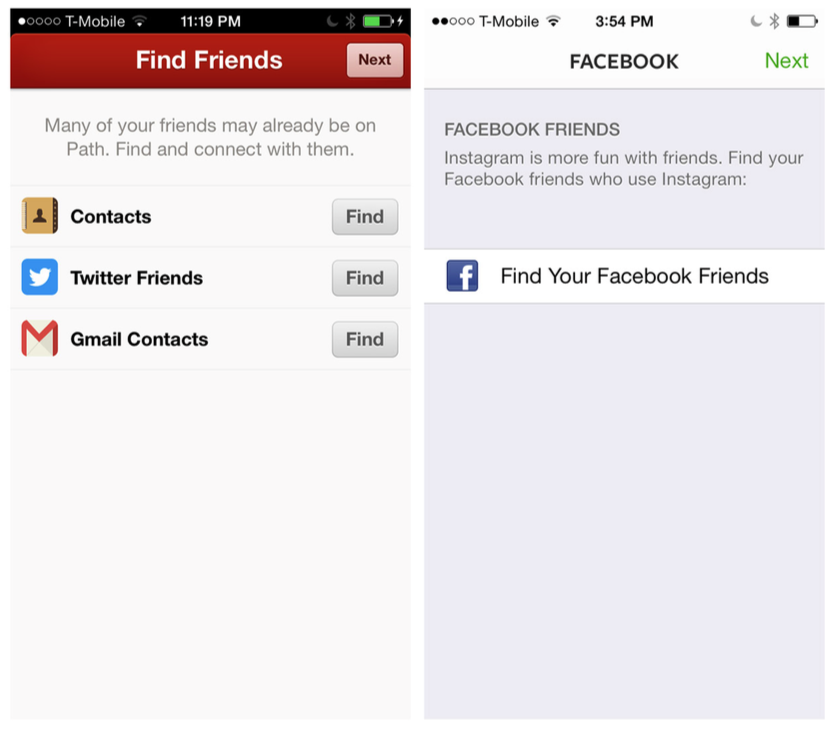 T-Mobile 11:19 PM
Find Friends Next
Many of your friends may already be on
Path. Find and connect with them.
Contacts Find
Twitter Friends Find
Gmail Contacts Find
T-Mobile 3:54 PM
FACEBOOK Next
FACEBOOK FRIENDS
Instagram is more fun with friends. Find your
Facebook friends who use Instagram:
Find Your Facebook Friends